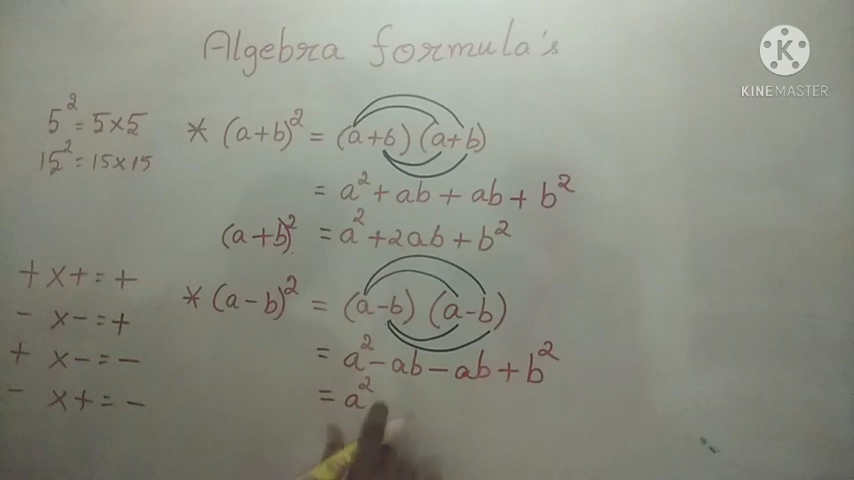 Algebra formula's
KINEMASTER
5² = 5×5
15² = 15×15
* (a+b)² = (a+b)(a+b)
= a² + ab + ab + b²
(a+b)² = a² + 2ab + b²
+ × + = +
- × - = +
+ × - = -
- × + = -
* (a-b)² = (a-b) (a-b)
= a² - ab - ab + b²
= a²